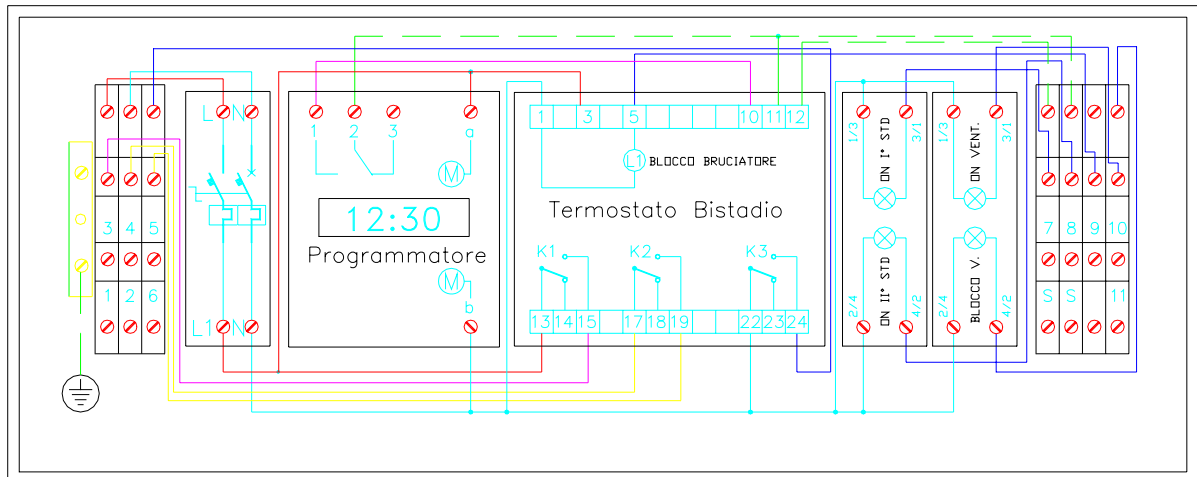 L N
1 2 3 a
1 3 5 10 11 12
1/3 3/1
1/3 3/1
M
L1 BLOCCO BRUCIATORE
ON I° STD
ON VENT.
12:30
Termostato Bistadio
Programmatore
3 4 5
7 8 9 10
K1 K2 K3
ON II° STD
BLOCCO V.
M
b
1 2 6
S S 11
L1 N
13 14 15 17 18 19 22 23 24
2/4 4/2
2/4 4/2